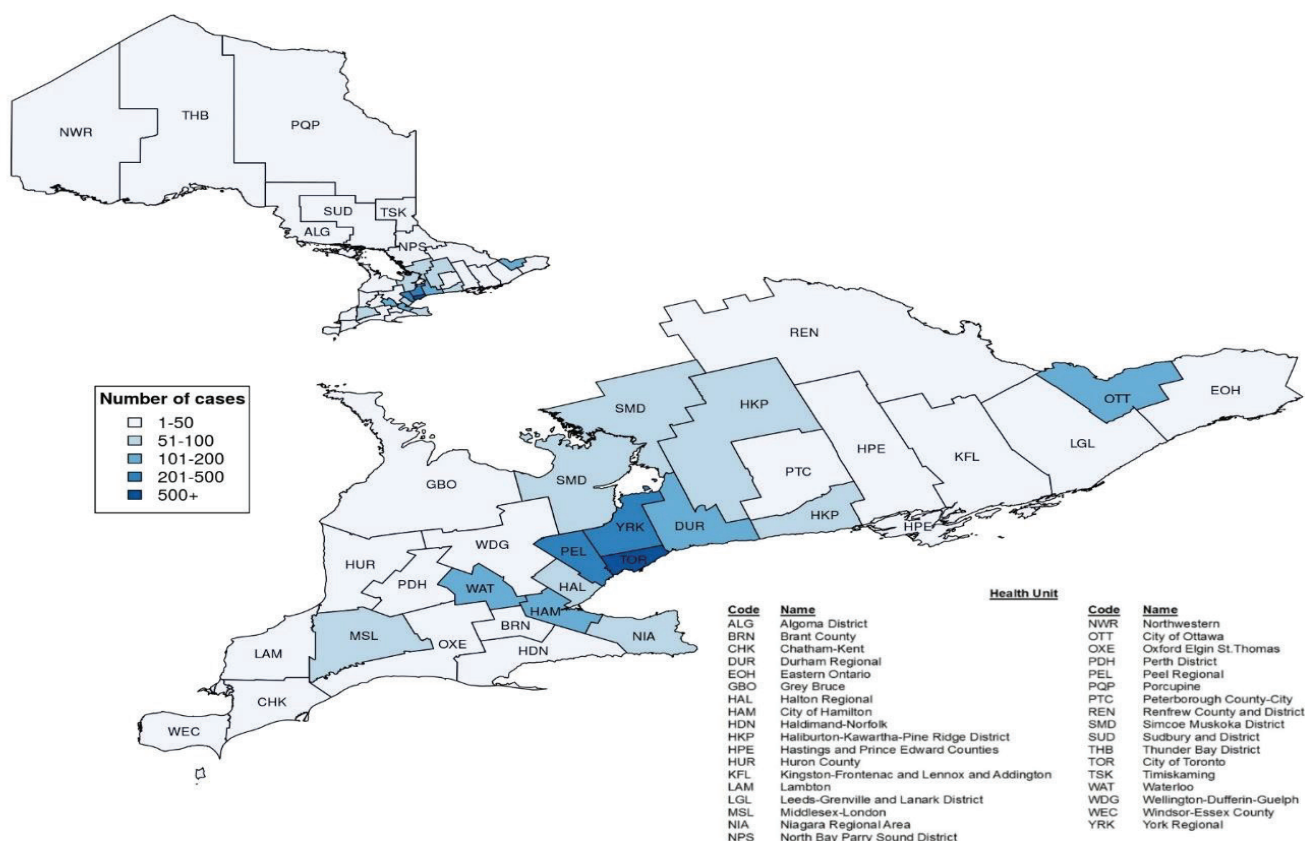 NWR
THB
PQP
SUD
TSK
ALG
NPS
Number of cases
1-50
51-100
101-200
201-500
500+
REN
SMD
HKP
OTT
EOH
LGL
HPE
KFL
PTC
GBO
SMD
YRK
DUR
HKP
HPE
WDG
PEL
TOR
HUR
PDH
WAT
HAL
HAM
BRN
MSL
OXE
NIA
LAM
HDN
CHK
WEC
Health Unit
Code Name
ALG Algoma District
BRN Brant County
CHK Chatham-Kent
DUR Durham Regional
EOH Eastern Ontario
GBO Grey Bruce
HAL Halton Regional
HAM City of Hamilton
HDN Haldimand-Norfolk
HKP Haliburton-Kawartha-Pine Ridge District
HPE Hastings and Prince Edward Counties
HUR Huron County
KFL Kingston-Frontenac and Lennox and Addington
LAM Lambton
LGL Leeds-Grenville and Lanark District
MSL Middlesex-London
NIA Niagara Regional Area
NPS North Bay Parry Sound District
Code Name
NWR Northwestern
OTT City of Ottawa
OXE Oxford Elgin St.Thomas
PDH Perth District
PEL Peel Regional
PQP Porcupine
PTC Peterborough County-City
REN Renfrew County and District
SMD Simcoe Muskoka District
SUD Sudbury and District
THB Thunder Bay District
TOR City of Toronto
TSK Timiskaming
WAT Waterloo
WDG Wellington-Dufferin-Guelph
WEC Windsor-Essex County
YRK York Regional